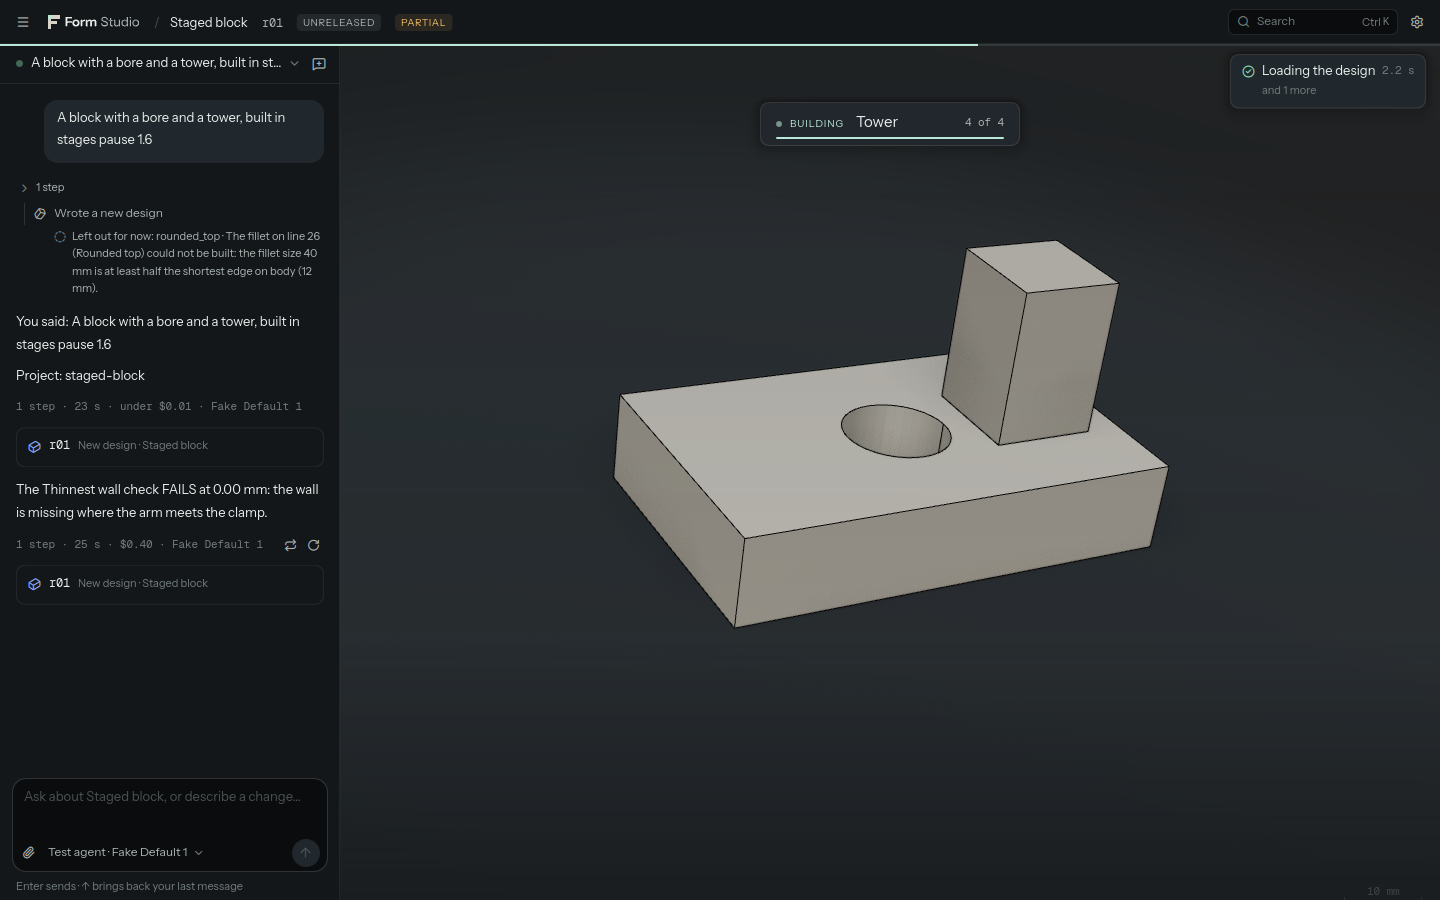 Form Studio / Staged block r01 UNRELEASED PARTIAL
Search Ctrl K
A block with a bore and a tower, built in st...
Loading the design 2.2 s
and 1 more
A block with a bore and a tower, built in
stages pause 1.6
BUILDING Tower 4 of 4
1 step
Wrote a new design
Left out for now: rounded_top · The fillet on line 26
(Rounded top) could not be built: the fillet size 40
mm is at least half the shortest edge on body (12
mm).
You said: A block with a bore and a tower, built in
stages pause 1.6
Project: staged-block
1 step · 23 s · under $0.01 · Fake Default 1
r01 New design · Staged block
The Thinnest wall check FAILS at 0.00 mm: the wall
is missing where the arm meets the clamp.
1 step · 25 s · $0.40 · Fake Default 1
r01 New design · Staged block
Ask about Staged block, or describe a change...
Test agent · Fake Default 1
Enter sends · ↑ brings back your last message
10 mm